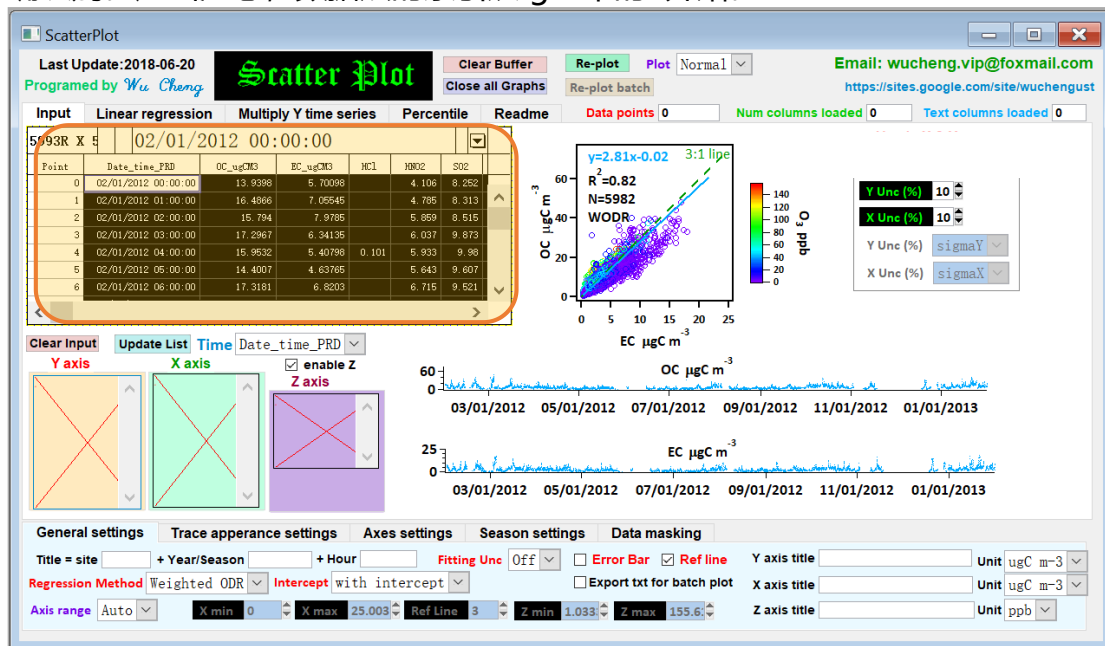 ScatterPlot
Last Update:2018-06-20
Programed by Wu Cheng
Scatter Plot
Clear Buffer
Close all Graphs
Re-plot
Plot Normal
Re-plot batch
Email: wucheng.vip@foxmail.com
https://sites.google.com/site/wuchengust
Input Linear regression Multiply Y time series Percentile Readme
Data points 0 Num columns loaded 0 Text columns loaded 0
02/01/2012 00:00:00
Point Date_time_PRD OC_ugCM3 EC_ugCM3 HCl HNO2 SO2
0 02/01/2012 00:00:00 13.9398 5.70098 4.106 8.252
1 02/01/2012 01:00:00 16.4866 7.05545 4.785 8.313
2 02/01/2012 02:00:00 15.794 7.9785 5.859 8.515
3 02/01/2012 03:00:00 17.2967 6.34135 6.037 9.873
4 02/01/2012 04:00:00 15.9532 5.40798 0.101 5.933 9.98
5 02/01/2012 05:00:00 14.4007 4.63765 5.643 9.607
6 02/01/2012 06:00:00 17.3181 6.8203 6.715 9.521
y=2.81x-0.02 3:1 line
R²=0.82
N=5982
WODR
60
40
20
0
OC μgC m⁻³
0 5 10 15 20 25
EC μgC m⁻³
140
120
100
80
60
40
20
0
O₃ ppb
Y Unc (%) 10
X Unc (%) 10
Y Unc (%) sigmaY
X Unc (%) sigmaX
Clear Input Update List Time Date_time_PRD
Y axis X axis enable Z
Z axis
OC μgC m⁻³
60
0
03/01/2012 05/01/2012 07/01/2012 09/01/2012 11/01/2012 01/01/2013
EC μgC m⁻³
25
0
03/01/2012 05/01/2012 07/01/2012 09/01/2012 11/01/2012 01/01/2013
General settings Trace apperance settings Axes settings Season settings Data masking
Title = site + Year/Season + Hour Fitting Unc Off Error Bar Ref line Y axis title Unit ugC m-3
Regression Method Weighted ODR Intercept with intercept Export txt for batch plot X axis title Unit ugC m-3
Axis range Auto X min 0 X max 25.003 Ref Line 3 Z min 1.033 Z max 155.6 Z axis title Unit ppb